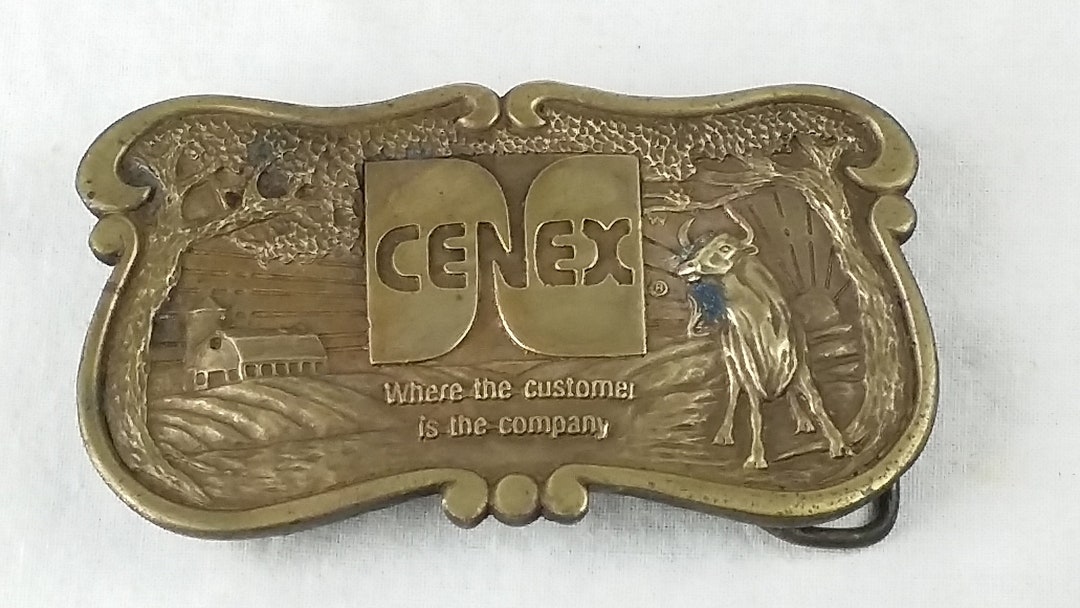 CENEX
®
Where the customer
is the company